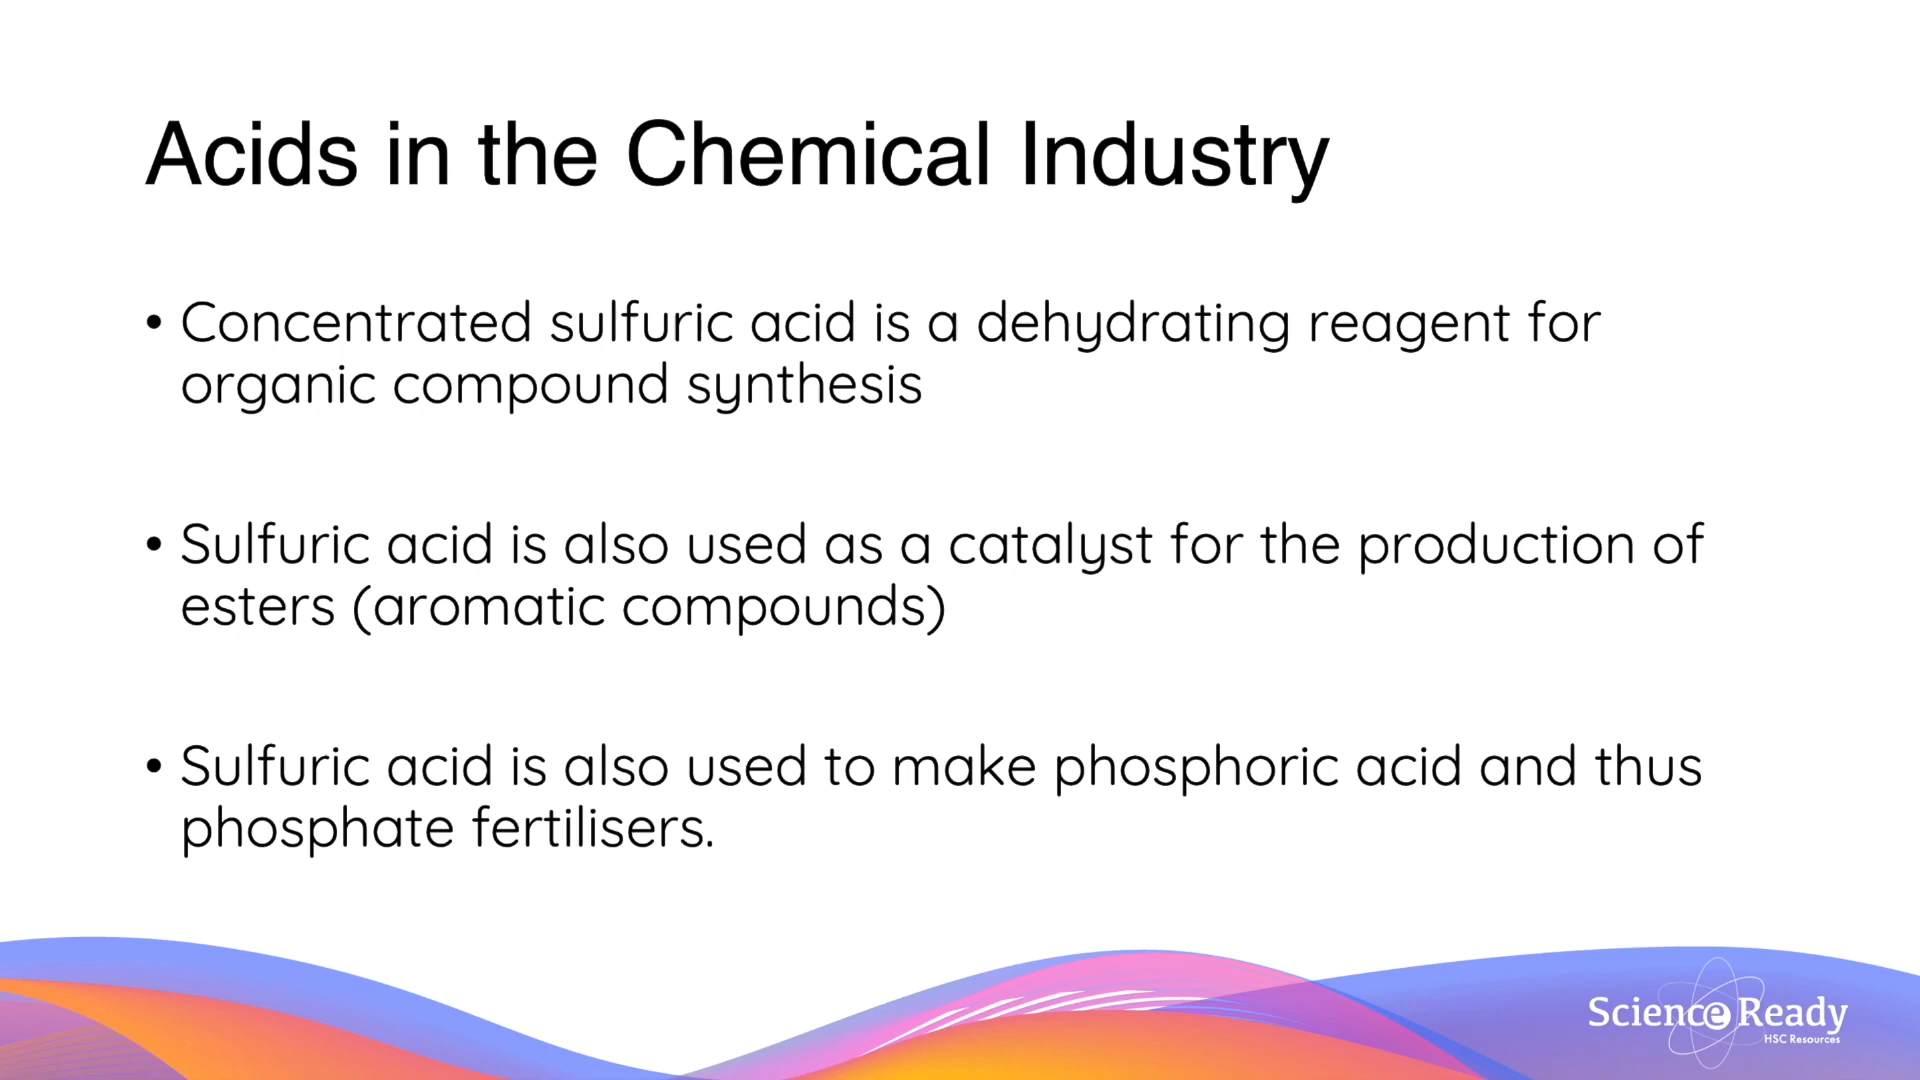 Acids in the Chemical Industry
• Concentrated sulfuric acid is a dehydrating reagent for
organic compound synthesis
• Sulfuric acid is also used as a catalyst for the production of
esters (aromatic compounds)
• Sulfuric acid is also used to make phosphoric acid and thus
phosphate fertilisers.
Science Ready
HSC Resources